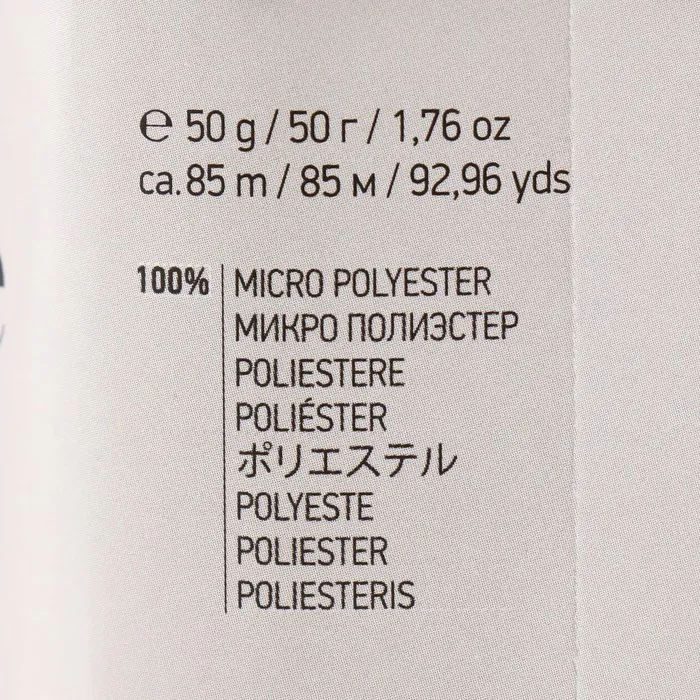 ℮ 50 g / 50 г / 1,76 oz
ca. 85 m / 85 м / 92,96 yds
100% MICRO POLYESTER
МИКРО ПОЛИЭСТЕР
POLIESTERE
POLIÉSTER
ポリエステル
POLYESTE
POLIESTER
POLIESTERIS